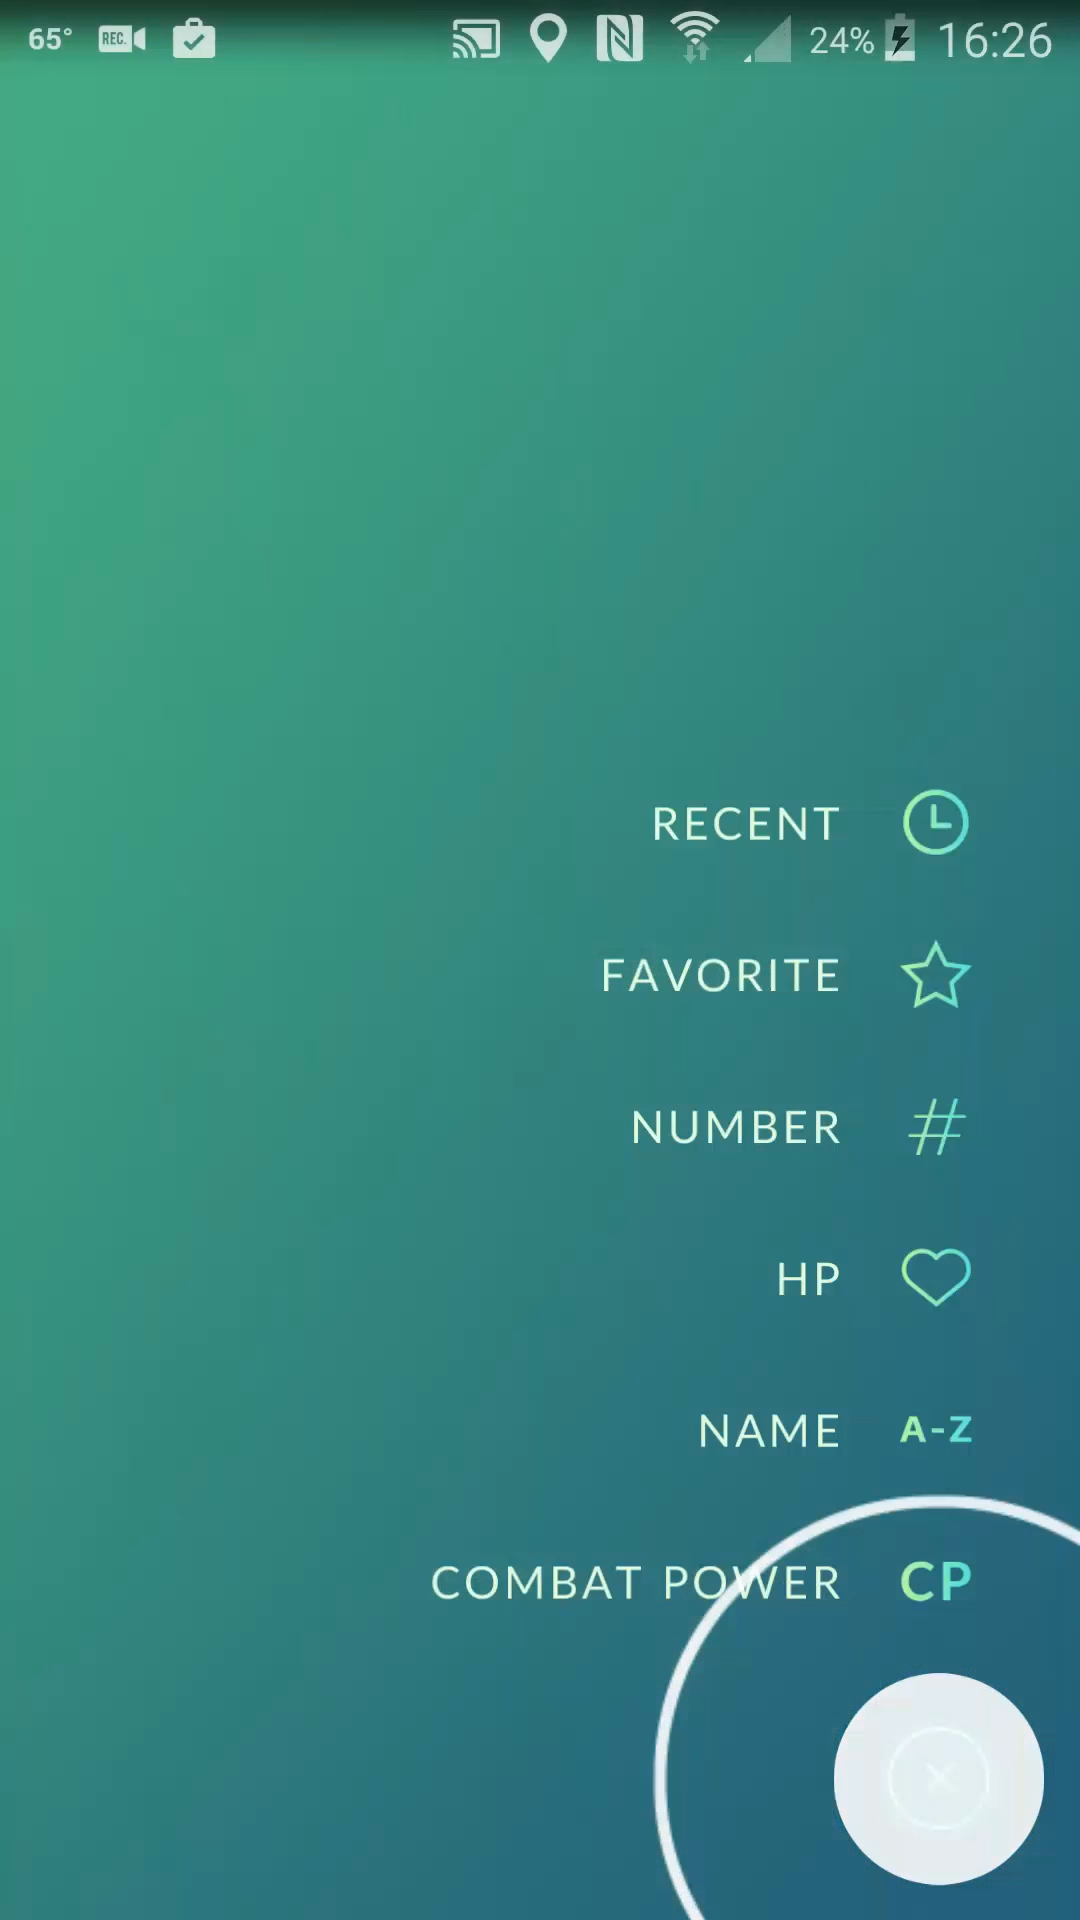 65° REC. 24% 16:26
RECENT
FAVORITE
NUMBER #
HP
NAME A-Z
COMBAT POWER CP